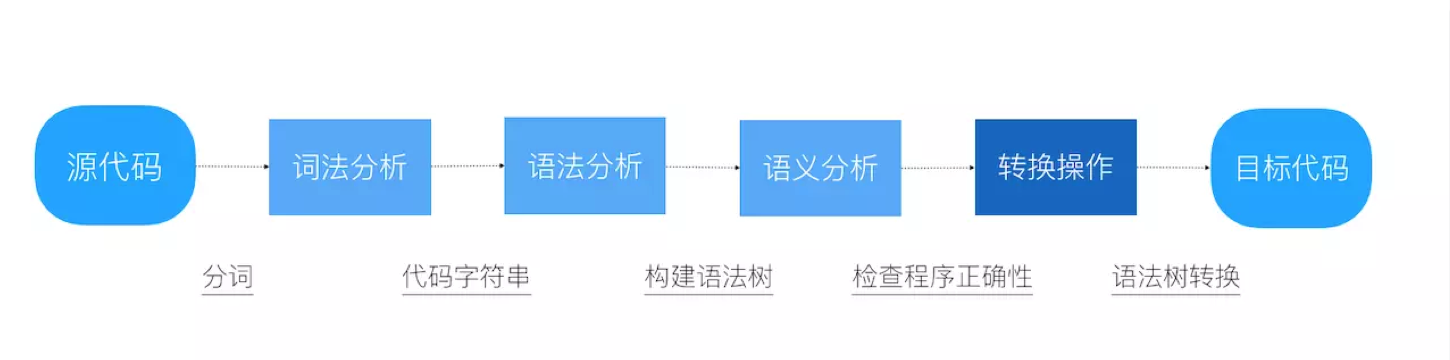 源代码
词法分析
语法分析
语义分析
转换操作
目标代码
分词
代码字符串
构建语法树
检查程序正确性
语法树转换